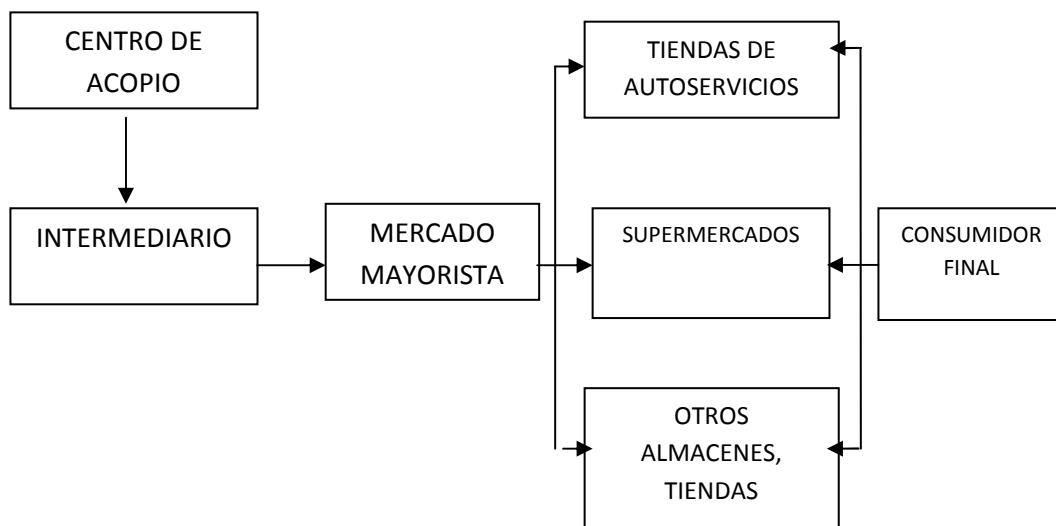 CENTRO DE
ACOPIO
INTERMEDIARIO
MERCADO
MAYORISTA
TIENDAS DE
AUTOSERVICIOS
SUPERMERCADOS
OTROS
ALMACENES,
TIENDAS
CONSUMIDOR
FINAL